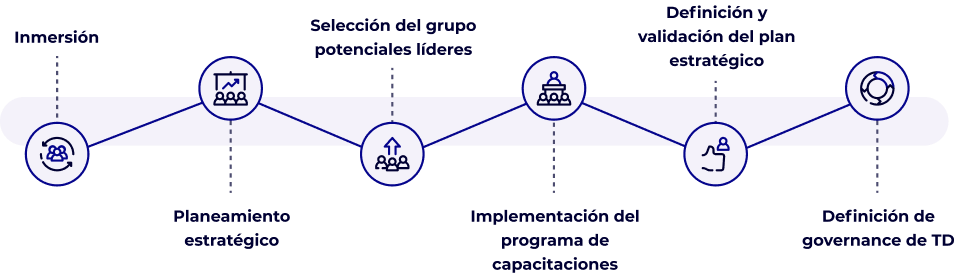 Inmersión
Planeamiento
estratégico
Selección del grupo
potenciales líderes
Implementación del
programa de
capacitaciones
Definición y
validación del plan
estratégico
Definición de
governance de TD